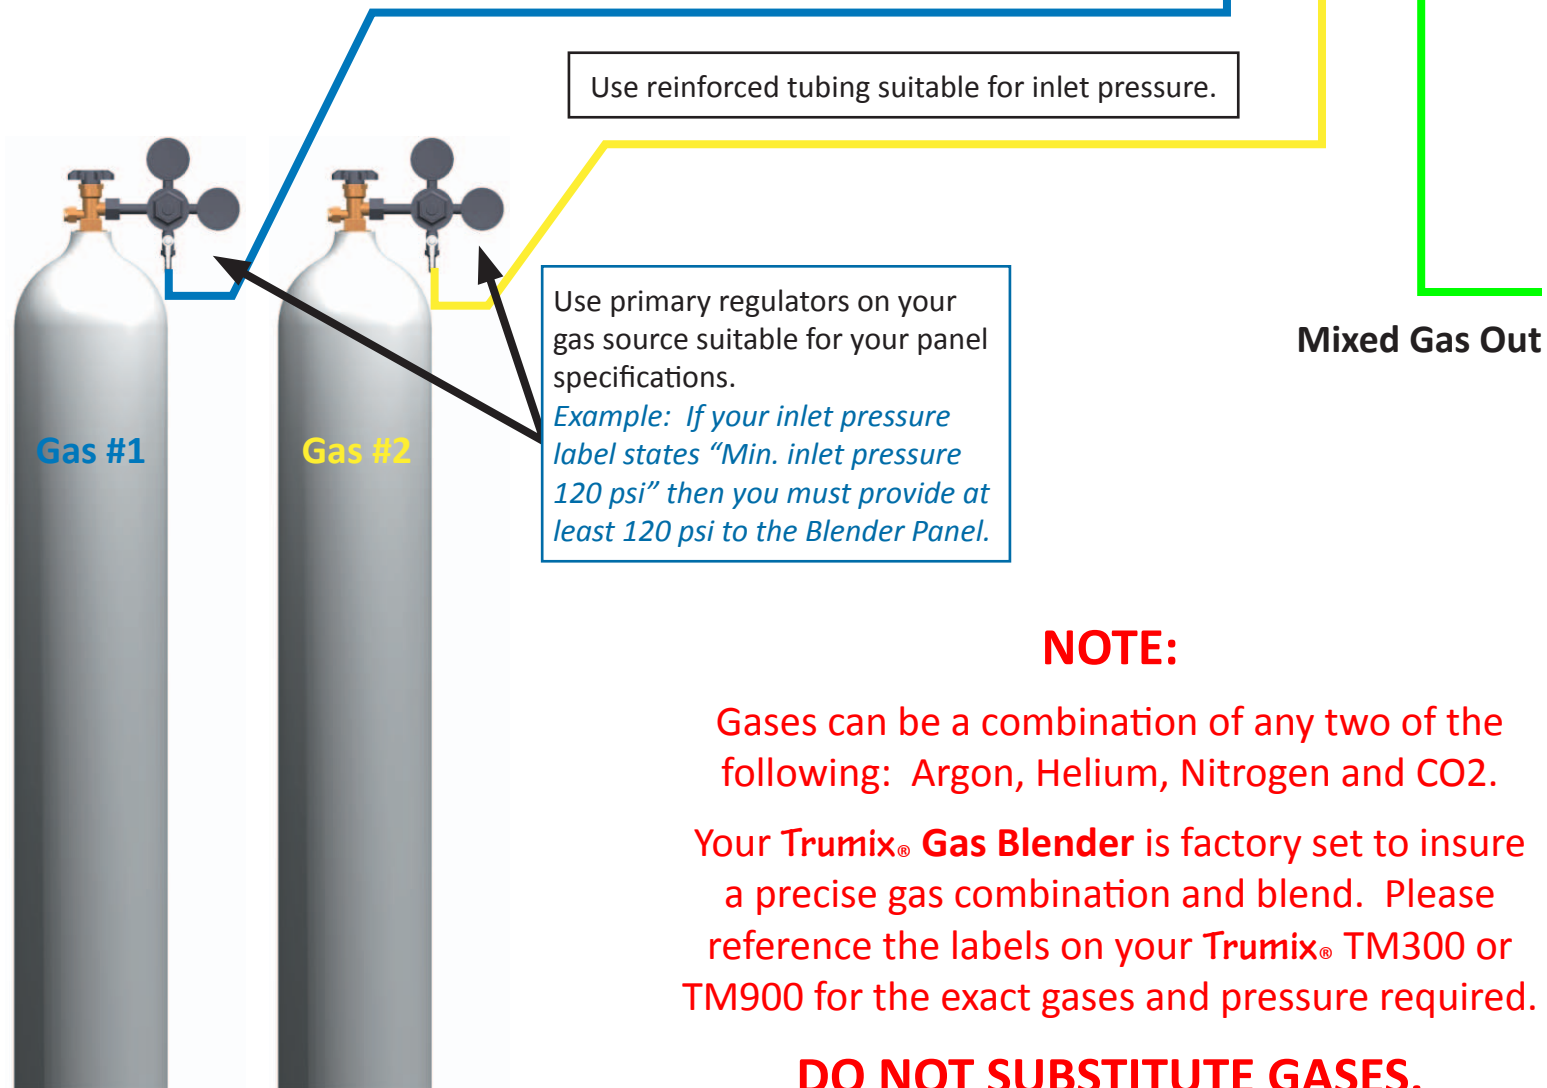 Use reinforced tubing suitable for inlet pressure.
Use primary regulators on your
gas source suitable for your panel
specifications.
Example:  If your inlet pressure
label states “Min. inlet pressure
120 psi” then you must provide at
least 120 psi to the Blender Panel.
Mixed Gas Out
Gas #1
Gas #2
NOTE:
Gases can be a combination of any two of the
following:  Argon, Helium, Nitrogen and CO2.
Your Trumix® Gas Blender is factory set to insure
a precise gas combination and blend.  Please
reference the labels on your Trumix® TM300 or
TM900 for the exact gases and pressure required.
DO NOT SUBSTITUTE GASES.